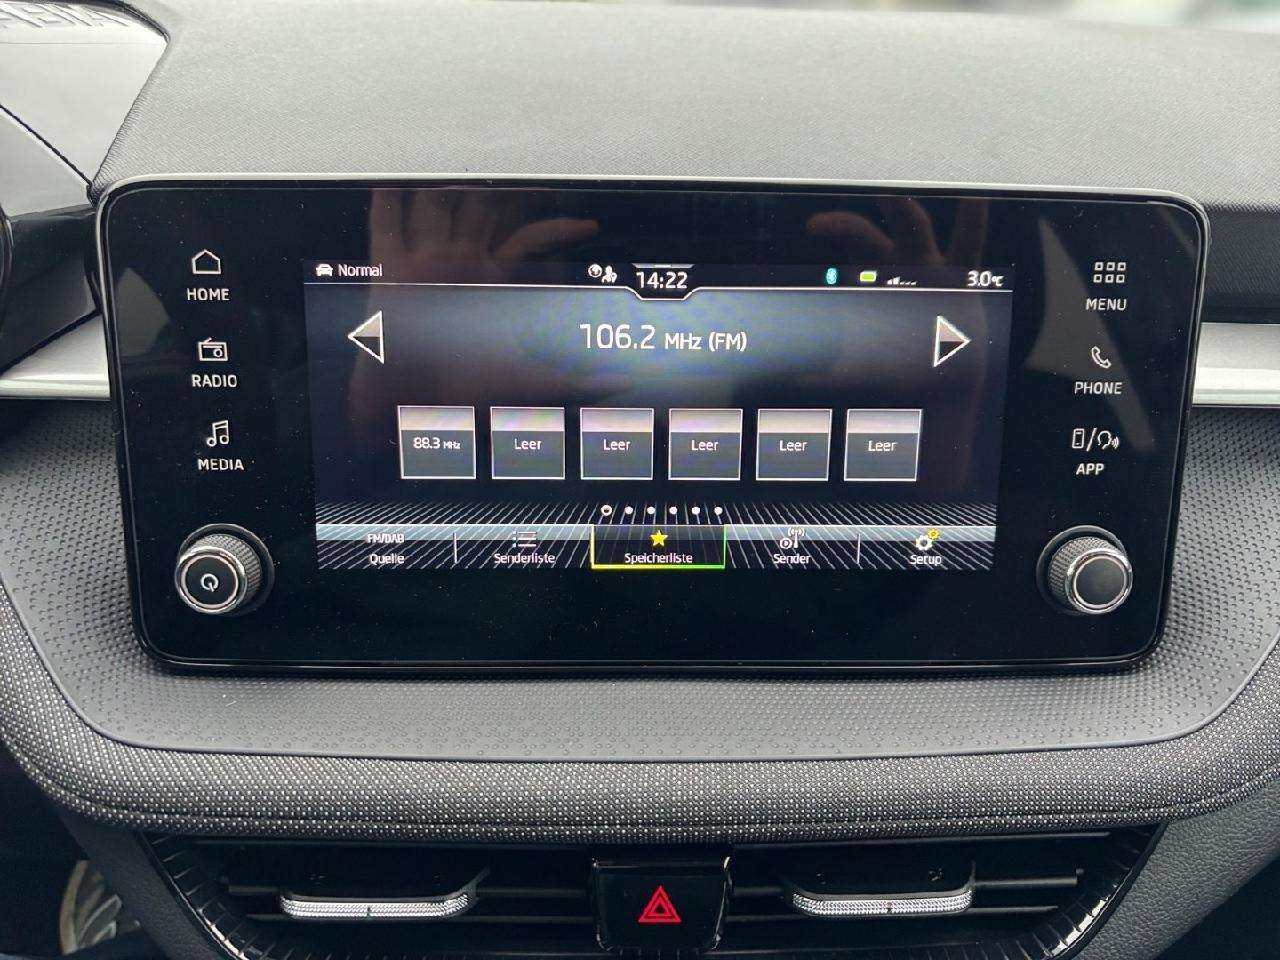 Normal
14:22
3.0°C
HOME
RADIO
MEDIA
106.2 MHz (FM)
88.3 MHz
Leer
Leer
Leer
Leer
Leer
FM/DAB
Quelle
Senderliste
Speicherliste
Sender
Setup
MENU
PHONE
APP